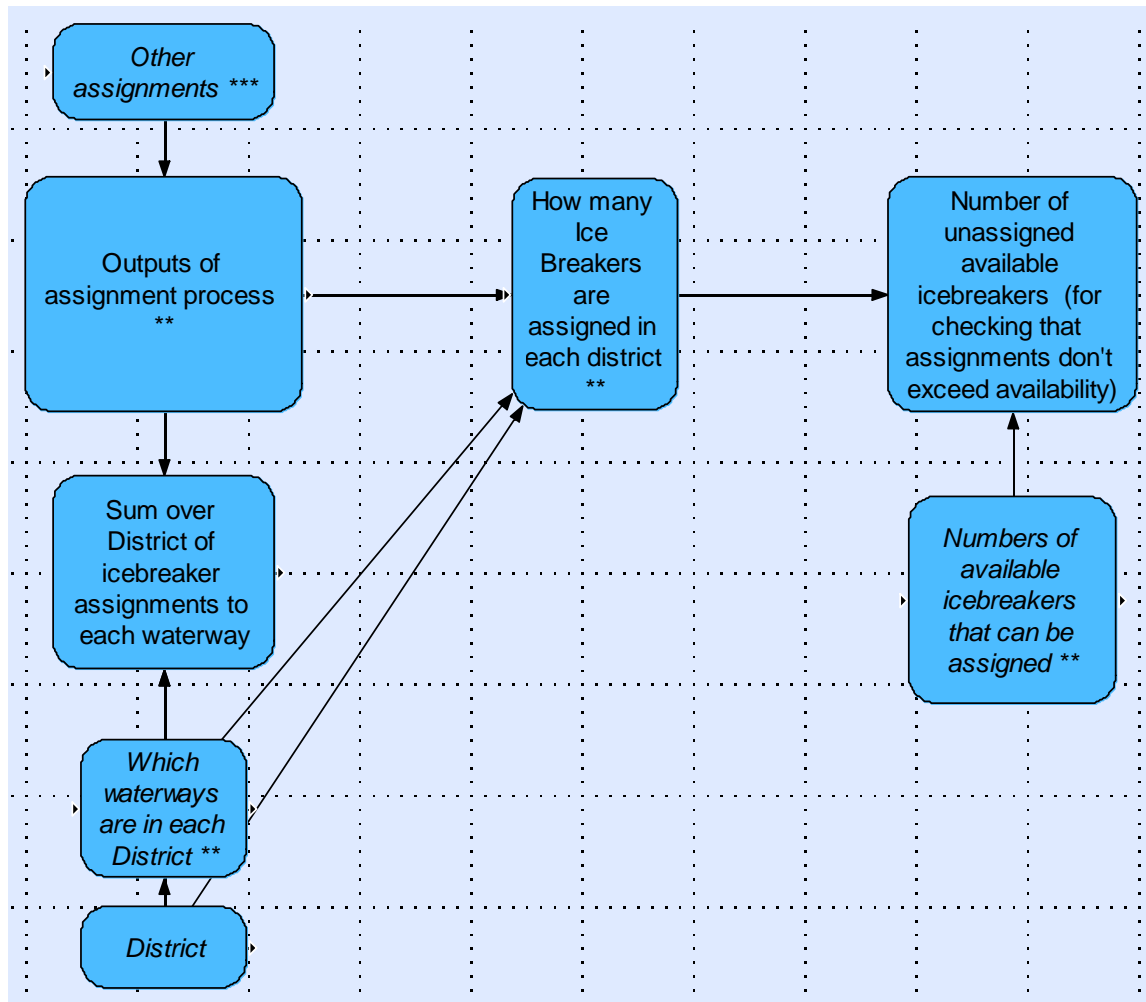 Other
assignments ***
Outputs of
assignment process
**
How many
Ice
Breakers
are
assigned in
each district
**
Number of
unassigned
available
icebreakers (for
checking that
assignments don't
exceed availability)
Sum over
District of
icebreaker
assignments to
each waterway
Numbers of
available
icebreakers
that can be
assigned **
Which
waterways
are in each
District **
District